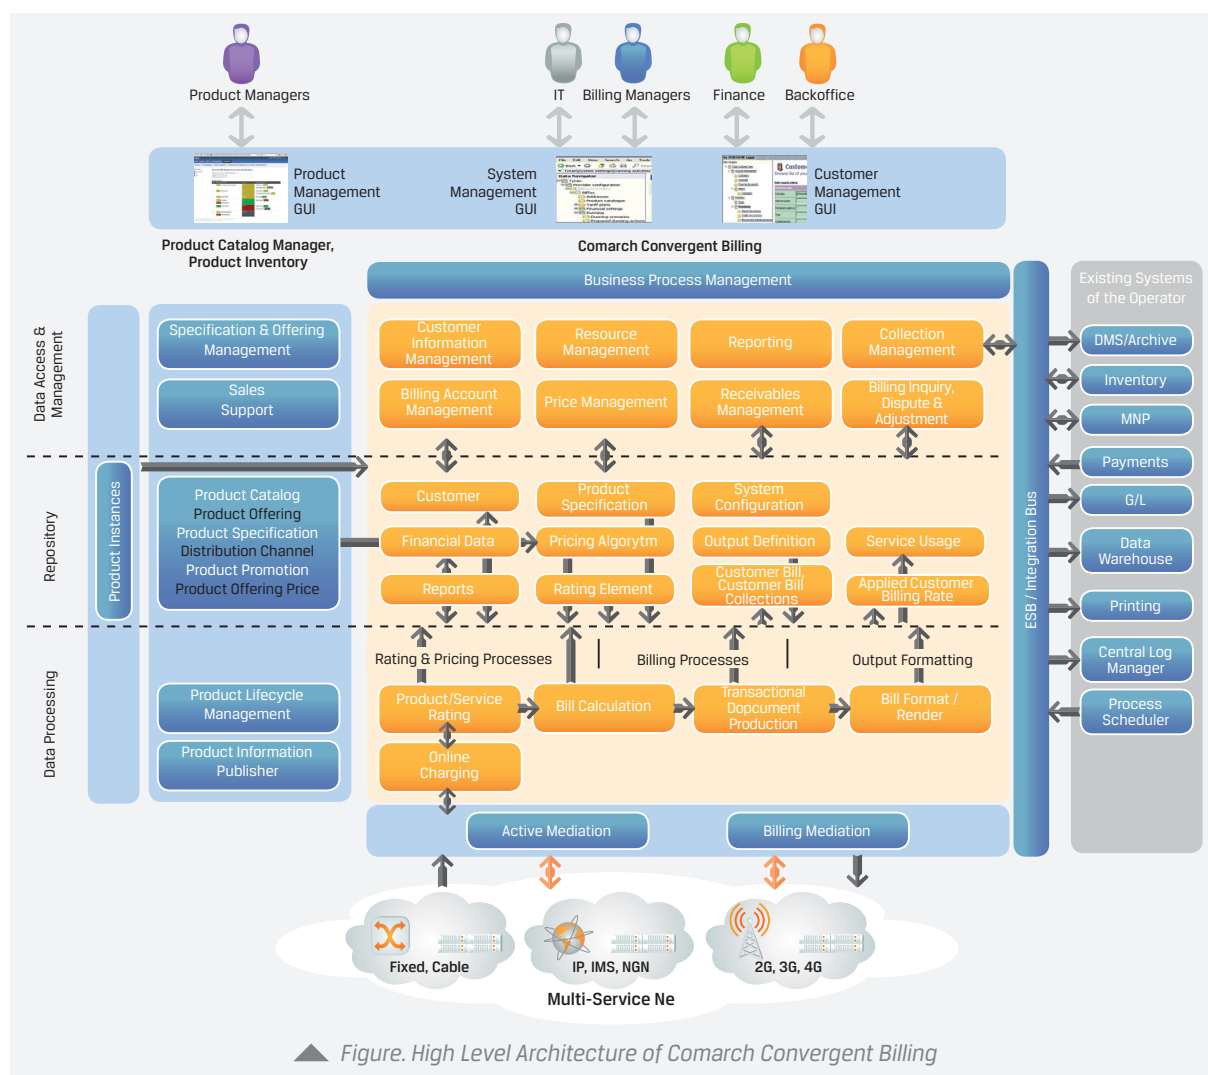 Product Managers
IT
Billing Managers
Finance
Backoffice
Product
Management
GUI
System
Management
GUI
Customer
Management
GUI
Product Catalog Manager,
Product Inventory
Comarch Convergent Billing
Business Process Management
Existing Systems
of the Operator
Data Access &
Management
Repository
Data Processing
Product Instances
Specification & Offering
Management
Sales
Support
Product Catalog
Product Offering
Product Specification
Distribution Channel
Product Promotion
Product Offering Price
Product Lifecycle
Management
Product Information
Publisher
Customer
Information
Management
Resource
Management
Reporting
Collection
Management
Billing Account
Management
Price Management
Receivables
Management
Billing Inquiry,
Dispute &
Adjustment
Customer
Product
Specification
System
Configuration
Financial Data
Pricing Algorytm
Output Definition
Service Usage
Reports
Rating Element
Customer Bill,
Customer Bill
Collections
Applied Customer
Billing Rate
Rating & Pricing Processes
Billing Processes
Output Formatting
Product/Service
Rating
Bill Calculation
Transactional
Dopcument
Production
Bill Format /
Render
Online
Charging
Active Mediation
Billing Mediation
ESB / Integration Bus
DMS/Archive
Inventory
MNP
Payments
G/L
Data
Warehouse
Printing
Central Log
Manager
Process
Scheduler
Fixed, Cable
IP, IMS, NGN
2G, 3G, 4G
Multi-Service Ne
Figure. High Level Architecture of Comarch Convergent Billing